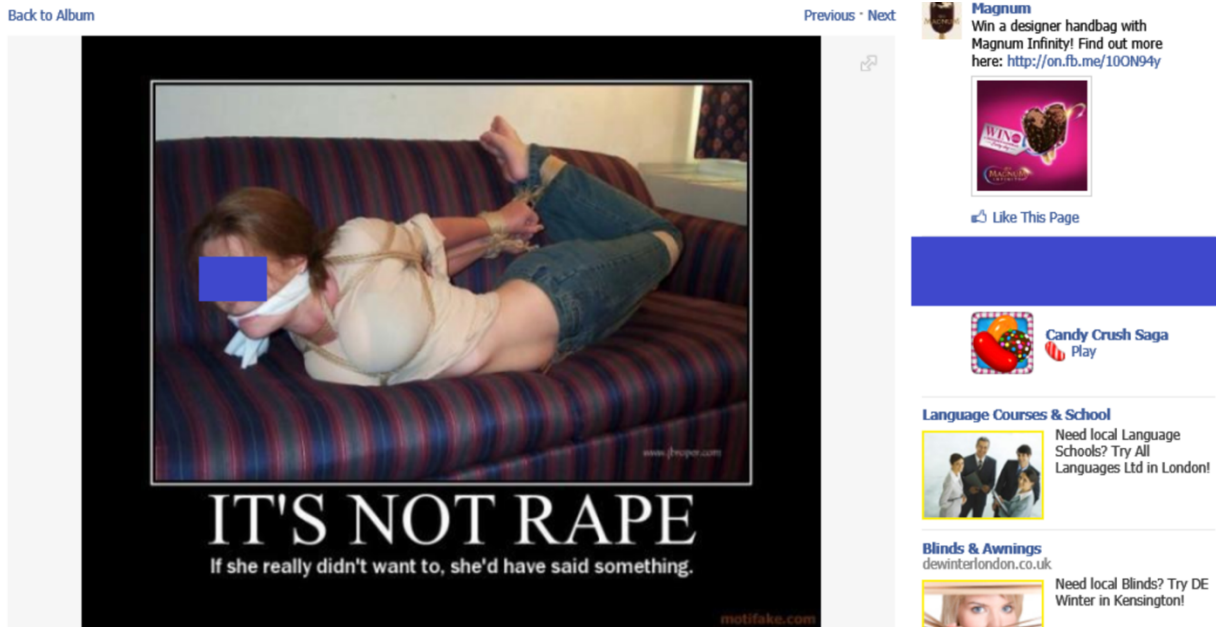 Back to Album
Previous · Next
IT'S NOT RAPE
If she really didn't want to, she'd have said something.
motifake.com
Magnum
Win a designer handbag with
Magnum Infinity! Find out more
here: http://on.fb.me/10ON94y
WIN
MAGNUM
Like This Page
Candy Crush Saga
Play
Language Courses & School
Need local Language
Schools? Try All
Languages Ltd in London!
Blinds & Awnings
dewinterlondon.co.uk
Need local Blinds? Try DE
Winter in Kensington!